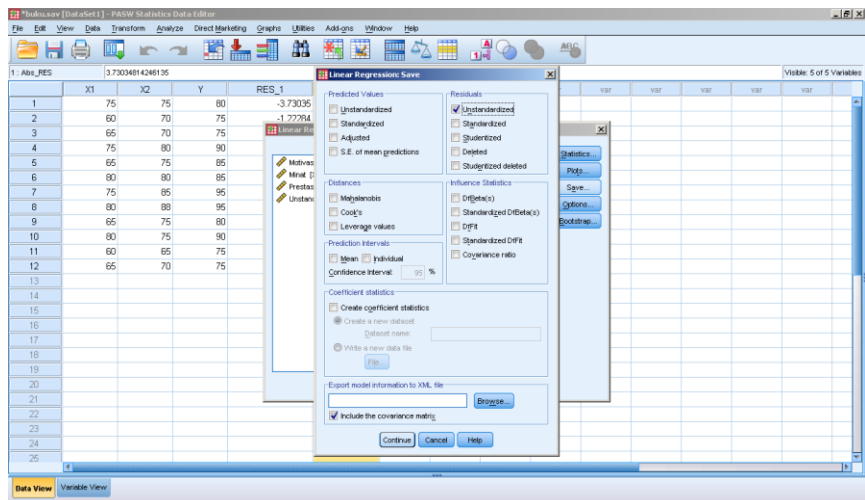 *buku.sav [DataSet1] - PASW Statistics Data Editor
File Edit View Data Transform Analyze Direct Marketing Graphs Utilities Add-ons Window Help
1 : Abs_RES 3.73034814246135 Visible: 5 of 5 Variables
X1 X2 Y RES_1 var var var var var
1 75 75 80 -3.73035
2 60 70 75 -1.22284
3 65 70 75
4 75 80 90
5 65 75 85
6 80 80 85
7 75 85 95
8 80 88 95
9 65 75 80
10 80 75 90
11 60 65 75
12 65 70 75
13
14
15
16
17
18
19
20
21
22
23
24
25
Linear Re
Motivas
Minat [
Prestas
Unstand
Statistics...
Plots...
Save...
Options...
Bootstrap...
Linear Regression: Save
Predicted Values
Unstandardized
Standardized
Adjusted
S.E. of mean predictions
Residuals
Unstandardized
Standardized
Studentized
Deleted
Studentized deleted
Distances
Mahalanobis
Cook's
Leverage values
Influence Statistics
DfBeta(s)
Standardized DfBeta(s)
DfFit
Standardized DfFit
Covariance ratio
Prediction Intervals
Mean Individual
Confidence Interval: 95 %
Coefficient statistics
Create coefficient statistics
Create a new dataset
Dataset name:
Write a new data file
File...
Export model information to XML file
Browse...
Include the covariance matrix
Continue Cancel Help
Data View Variable View